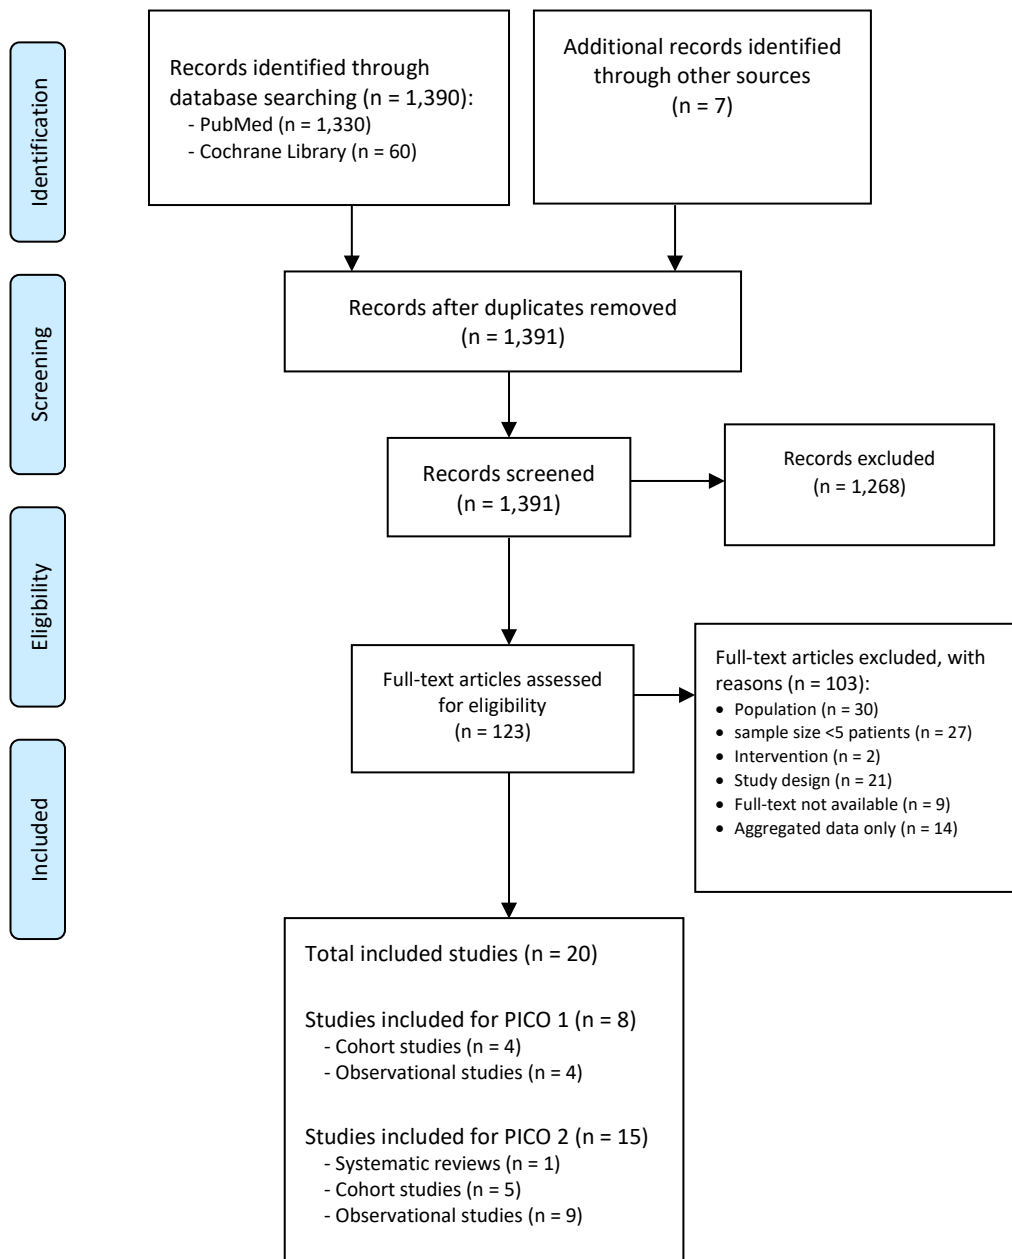 Identification
Records identified through
database searching (n = 1,390):
- PubMed (n = 1,330)
- Cochrane Library (n = 60)
Additional records identified
through other sources
(n = 7)
Screening
Records after duplicates removed
(n = 1,391)
Records screened
(n = 1,391)
Records excluded
(n = 1,268)
Eligibility
Full-text articles assessed
for eligibility
(n = 123)
Full-text articles excluded, with
reasons (n = 103):
• Population (n = 30)
• sample size <5 patients (n = 27)
• Intervention (n = 2)
• Study design (n = 21)
• Full-text not available (n = 9)
• Aggregated data only (n = 14)
Included
Total included studies (n = 20)
Studies included for PICO 1 (n = 8)
- Cohort studies (n = 4)
- Observational studies (n = 4)
Studies included for PICO 2 (n = 15)
- Systematic reviews (n = 1)
- Cohort studies (n = 5)
- Observational studies (n = 9)